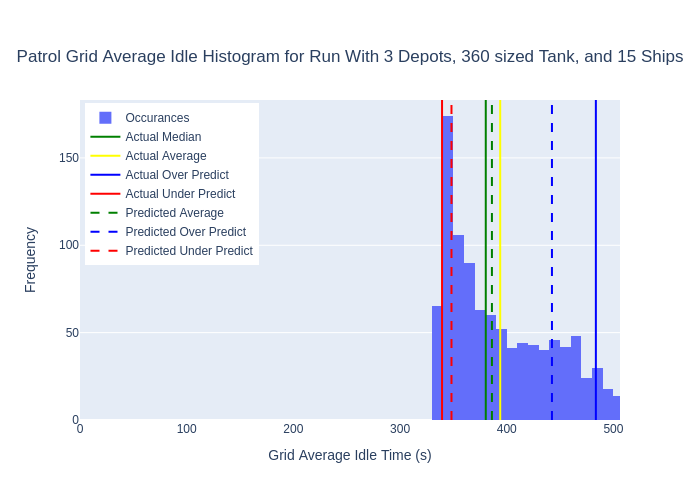 Patrol Grid Average Idle Histogram for Run With 3 Depots, 360 sized Tank, and 15 Ships
Occurances
Actual Median
Actual Average
Actual Over Predict
Actual Under Predict
Predicted Average
Predicted Over Predict
Predicted Under Predict
Frequency
150
100
50
0
0 100 200 300 400 500
Grid Average Idle Time (s)